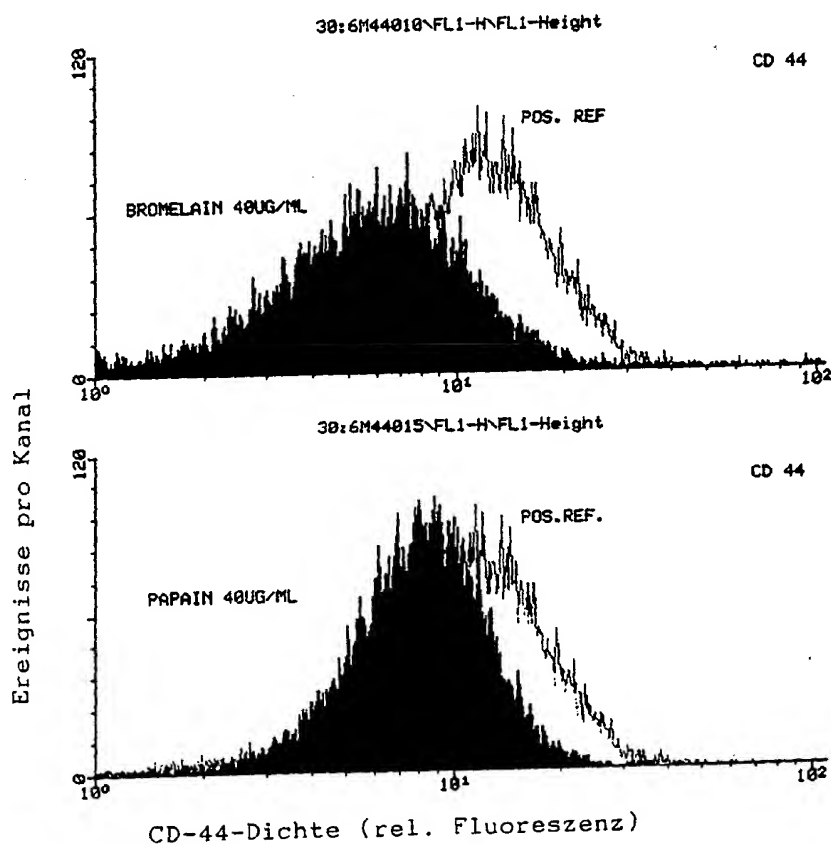 30:6M44010\FL1-H\FL1-Height
120
CD 44
POS. REF
BROMELAIN 40UG/ML
0
10⁰
10¹
10²
30:6M44015\FL1-H\FL1-Height
120
CD 44
POS.REF.
PAPAIN 40UG/ML
0
10⁰
10¹
10²
Ereignisse pro Kanal
CD-44-Dichte (rel. Fluoreszenz)